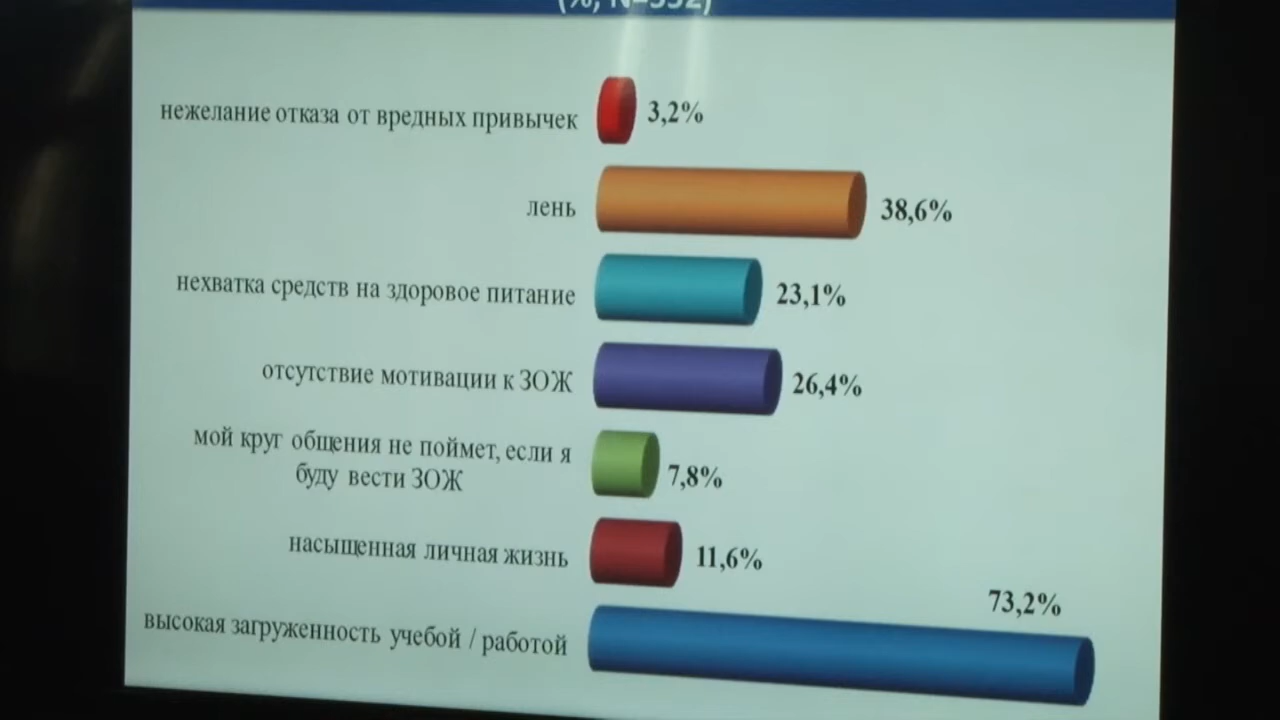 нежелание отказа от вредных привычек 3,2%
лень 38,6%
нехватка средств на здоровое питание 23,1%
отсутствие мотивации к ЗОЖ 26,4%
мой круг общения не поймет, если я
буду вести ЗОЖ 7,8%
насыщенная личная жизнь 11,6%
73,2%
высокая загруженность учебой / работой